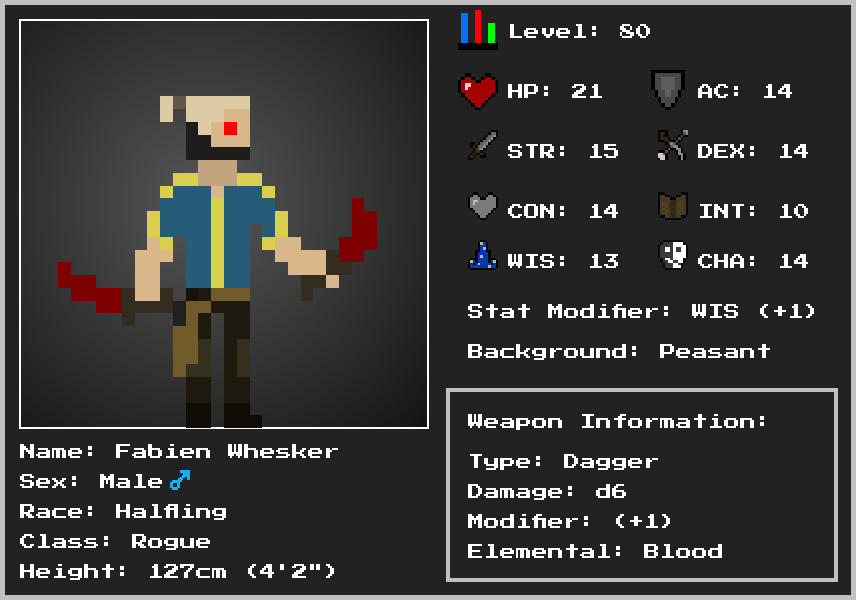 Level: 80
HP: 21 AC: 14
STR: 15 DEX: 14
CON: 14 INT: 10
WIS: 13 CHA: 14
Stat Modifier: WIS (+1)
Background: Peasant
Weapon Information:
Type: Dagger
Damage: d6
Modifier: (+1)
Elemental: Blood
Name: Fabien Whesker
Sex: Male ♂
Race: Halfling
Class: Rogue
Height: 127cm (4'2")